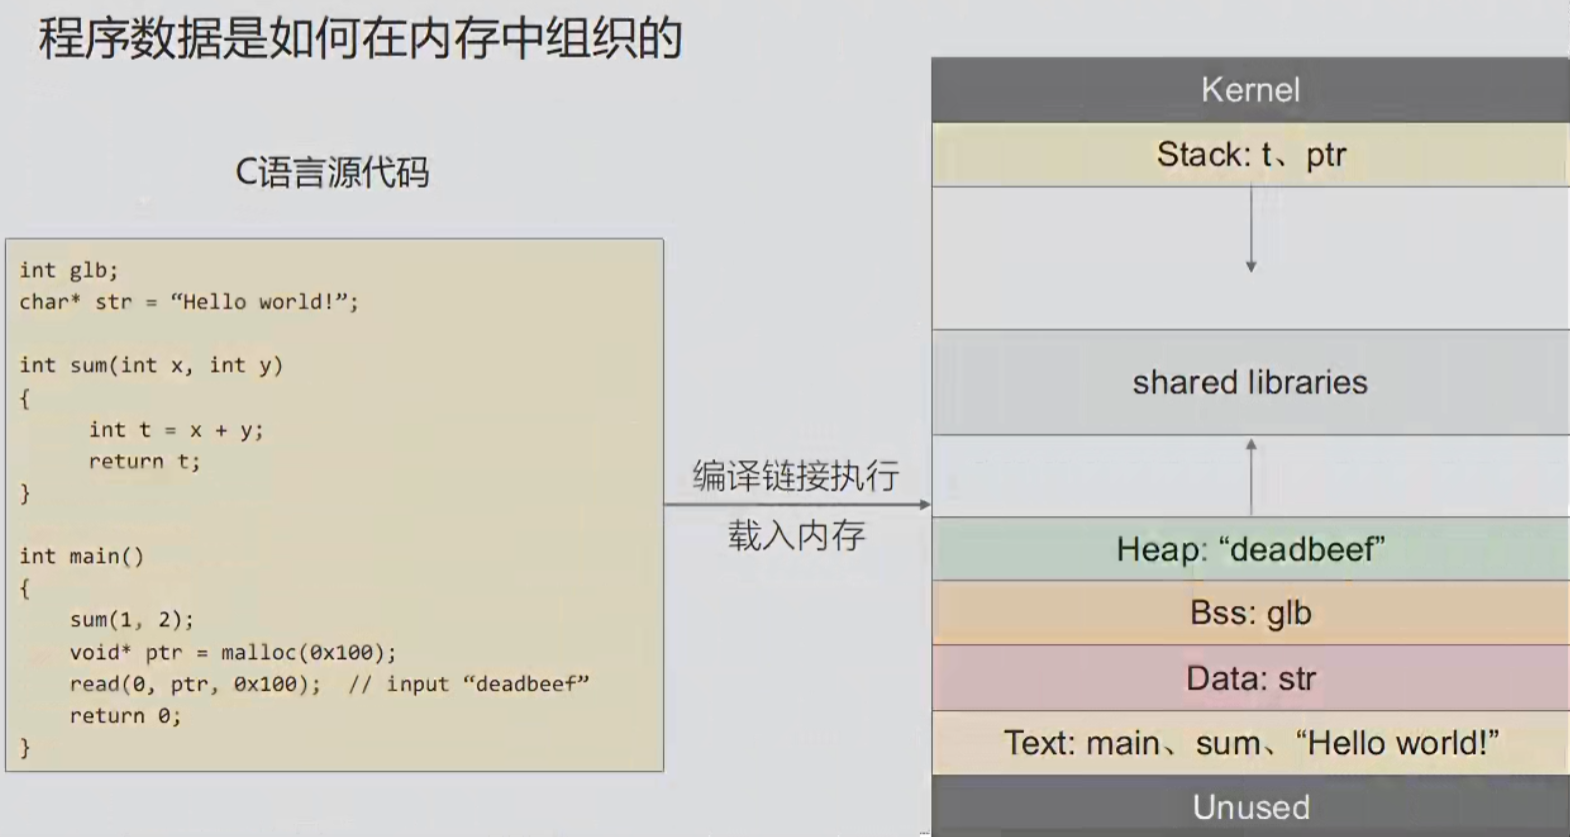 程序数据是如何在内存中组织的
C语言源代码
int glb;
char* str = “Hello world!”;
int sum(int x, int y)
{
int t = x + y;
return t;
}
int main()
{
sum(1, 2);
void* ptr = malloc(0x100);
read(0, ptr, 0x100); // input “deadbeef”
return 0;
}
编译链接执行
载入内存
Kernel
Stack: t、ptr
shared libraries
Heap: “deadbeef”
Bss: glb
Data: str
Text: main、sum、“Hello world!”
Unused